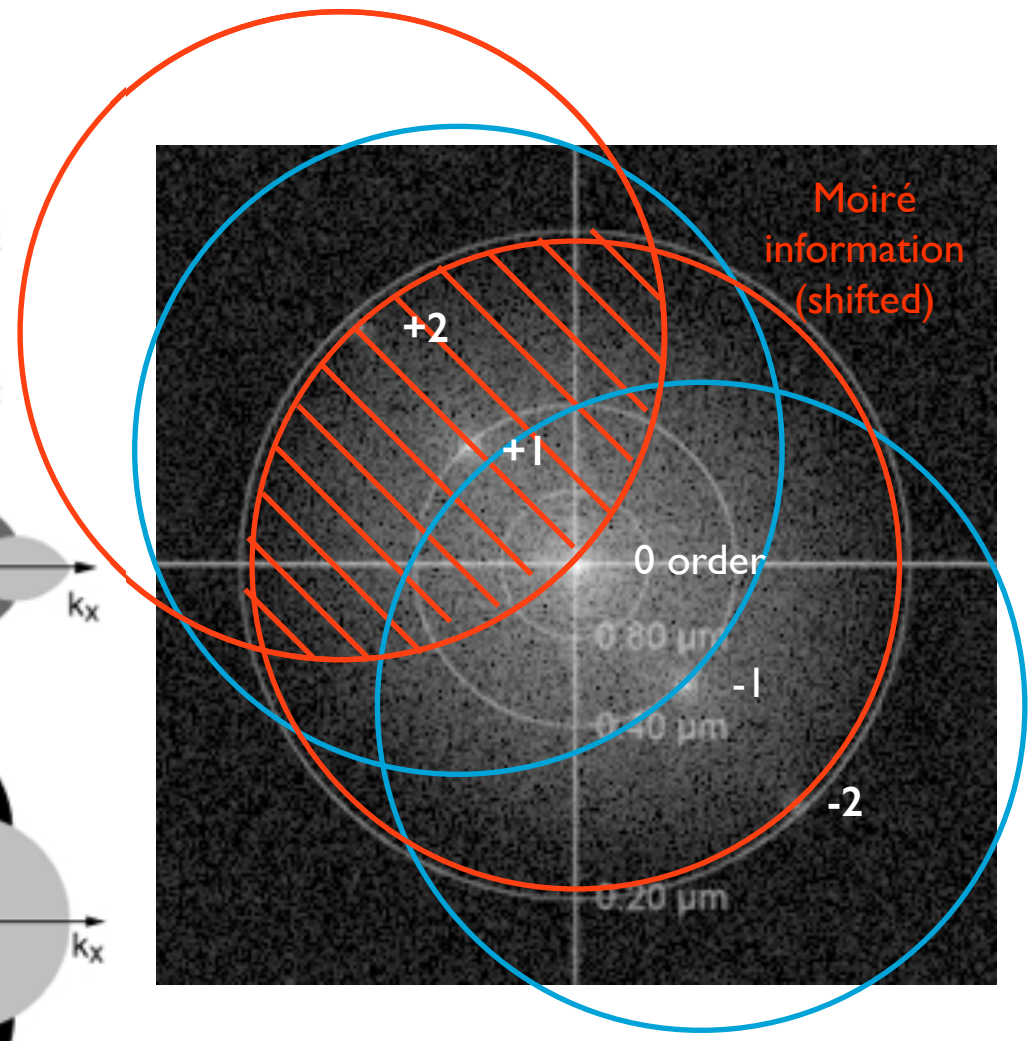 Moiré
information
(shifted)
+2
+1
0 order
0.80 µm
-1
0.40 µm
-2
0.20 µm
kx
kx